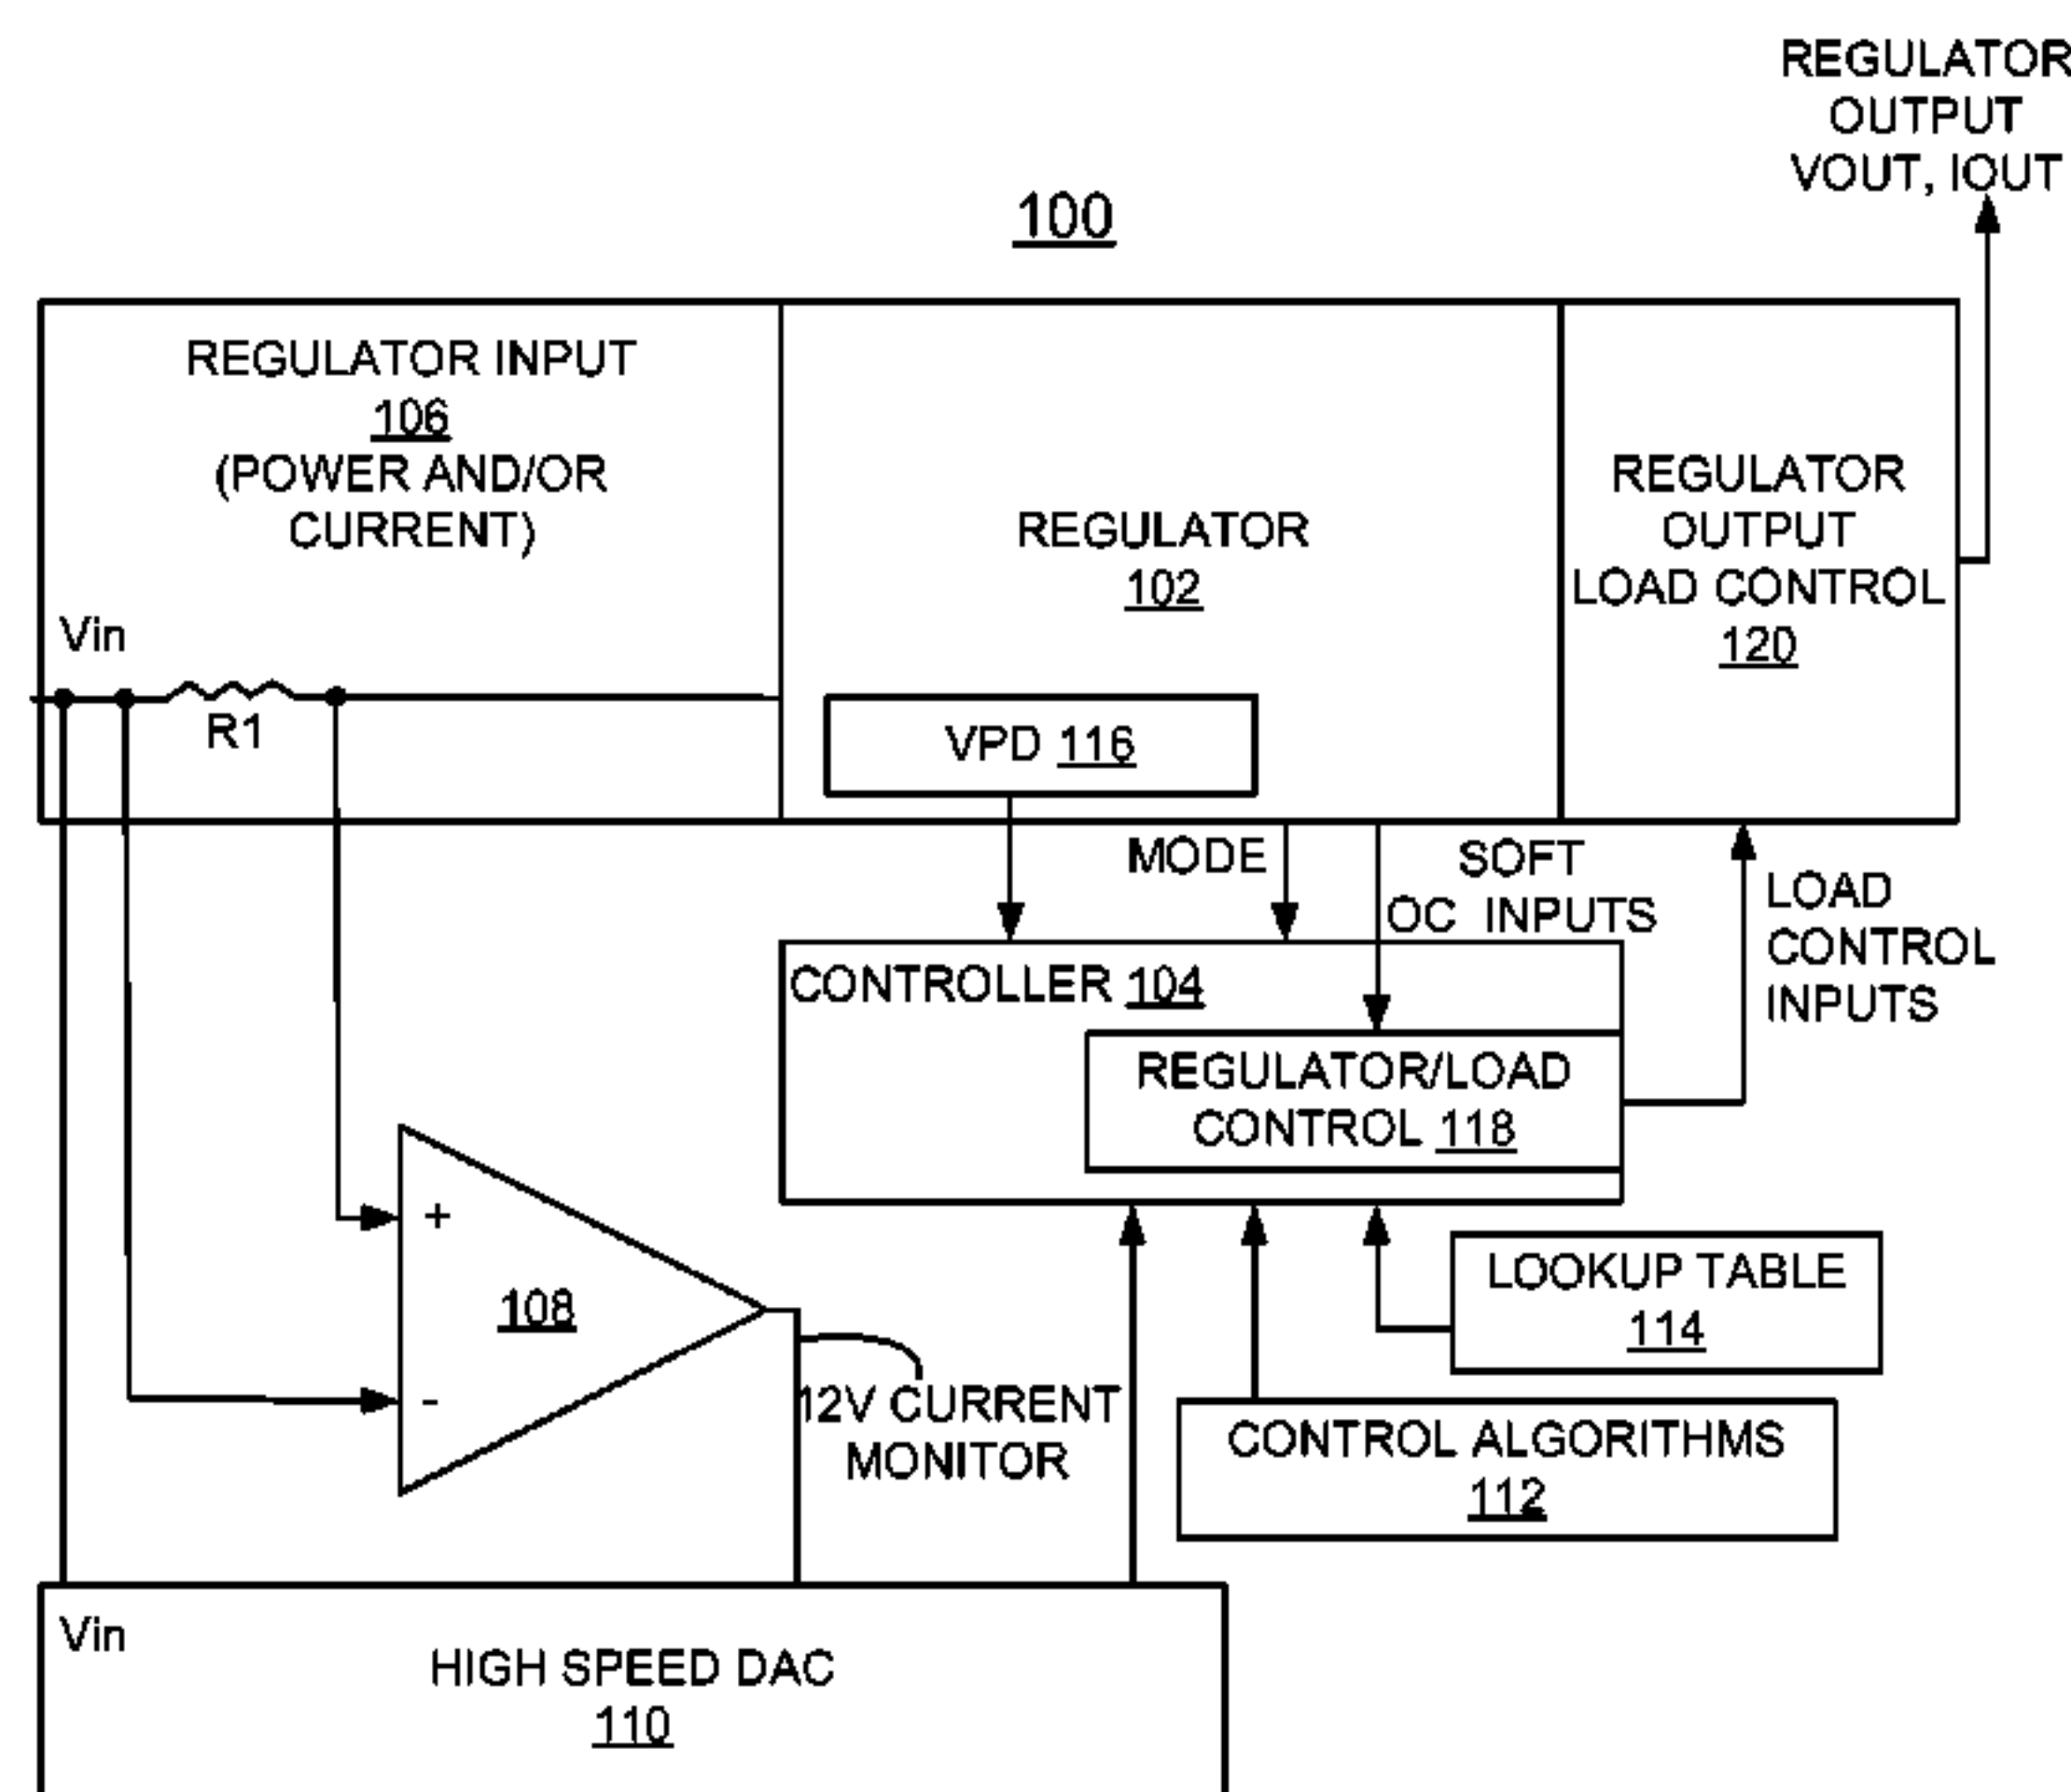 REGULATOR
OUTPUT
VOUT, IOUT
100
REGULATOR INPUT
106
(POWER AND/OR
CURRENT)
Vin
R1
REGULATOR
102
VPD 116
REGULATOR
OUTPUT
LOAD CONTROL
120
MODE
SOFT
OC INPUTS
LOAD
CONTROL
INPUTS
CONTROLLER 104
REGULATOR/LOAD
CONTROL 118
+
108
-
12V CURRENT
MONITOR
LOOKUP TABLE
114
CONTROL ALGORITHMS
112
Vin
HIGH SPEED DAC
110